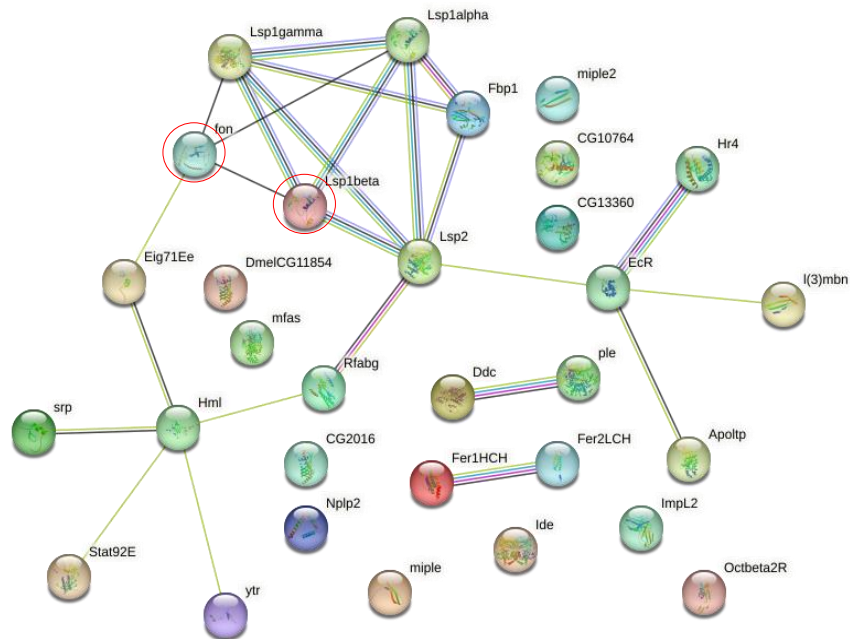 Lsp1alpha
Lsp1gamma
Fbp1
miple2
fon
CG10764
Hr4
Lsp1beta
CG13360
Lsp2
EcR
Eig71Ee
DmelCG11854
l(3)mbn
mfas
Rfabg
Ddc
ple
srp
Hml
CG2016
Fer1HCH
Fer2LCH
Apoltp
Nplp2
ImpL2
Ide
Stat92E
miple
Octbeta2R
ytr